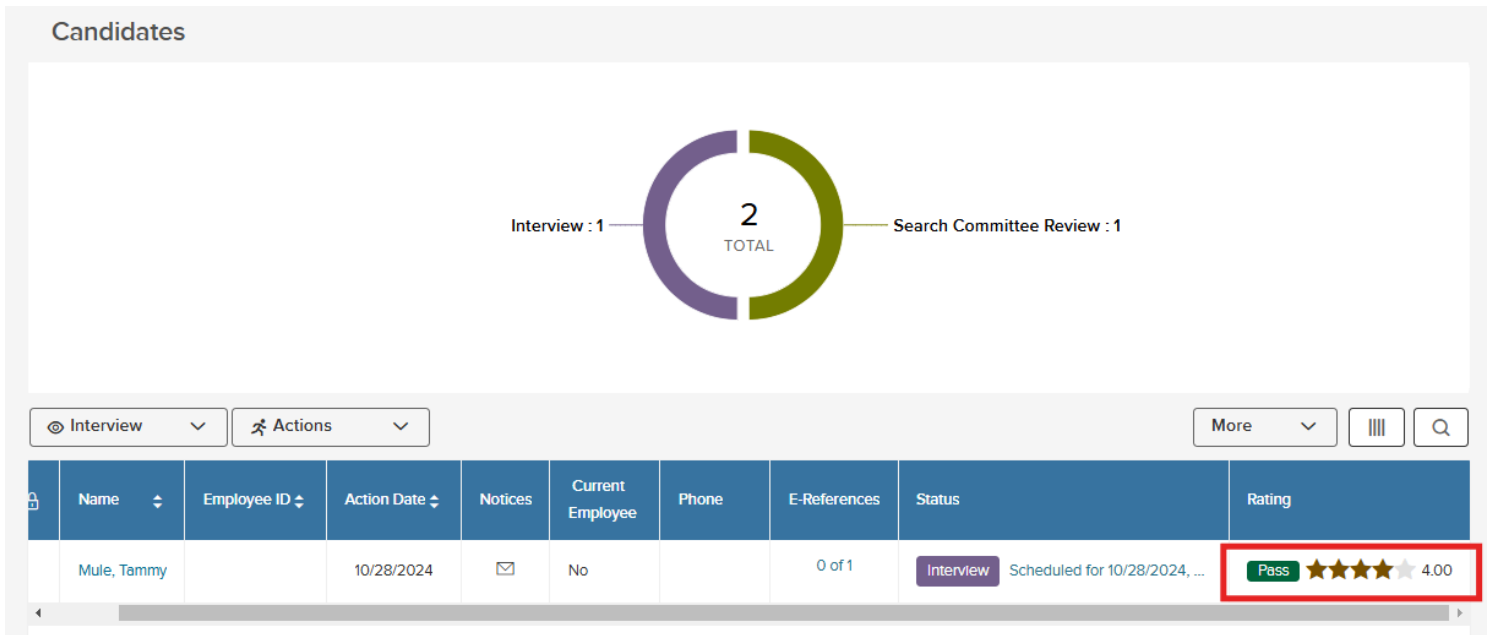 Candidates
Interview : 1
2
TOTAL
Search Committee Review : 1
Interview
Actions
More
Name
Employee ID
Action Date
Notices
Current
Employee
Phone
E-References
Status
Rating
Mule, Tammy
10/28/2024
No
0 of 1
Interview
Scheduled for 10/28/2024, ...
Pass
4.00